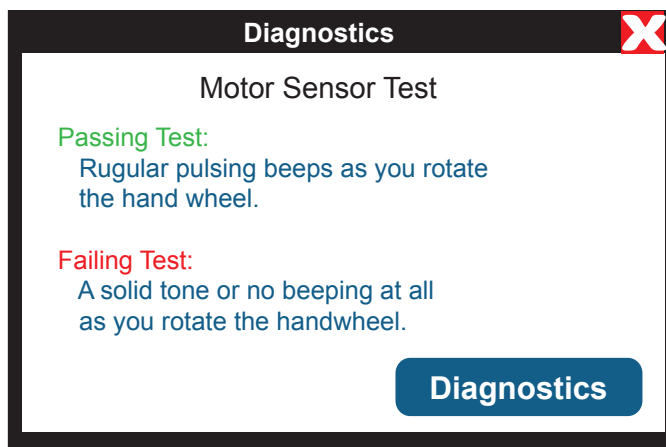 Diagnostics
X
Motor Sensor Test
Passing Test:
Rugular pulsing beeps as you rotate
the hand wheel.
Failing Test:
A solid tone or no beeping at all
as you rotate the handwheel.
Diagnostics